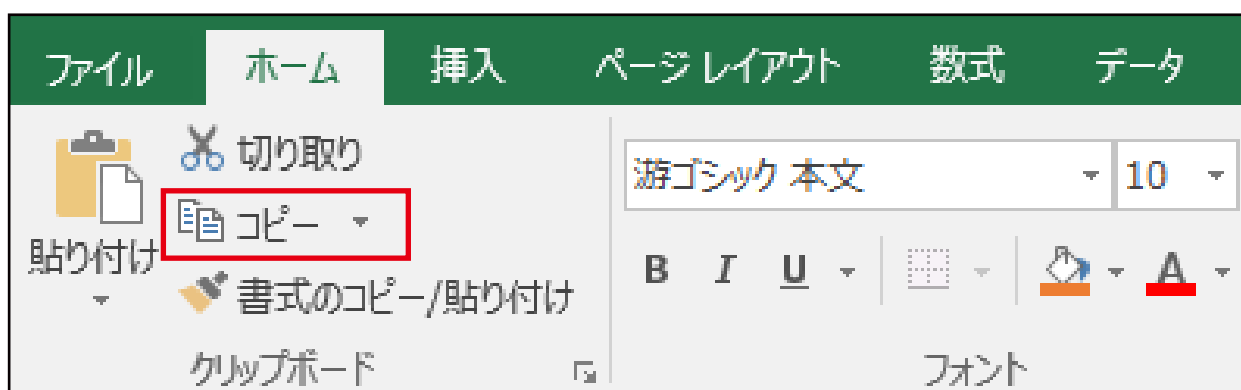 ファイル ホーム 挿入 ページ レイアウト 数式 データ
切り取り
コピー
貼り付け
書式のコピー/貼り付け
クリップボード
游ゴシック 本文 10
B I U A
フォント